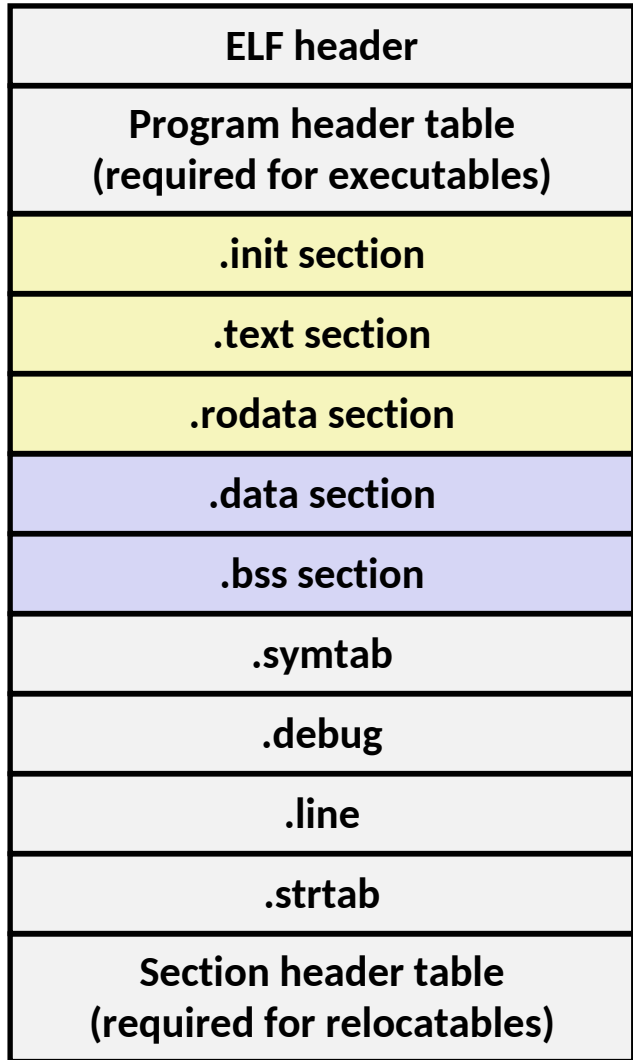 ELF header
Program header table
(required for executables)
.init section
.text section
.rodata section
.data section
.bss section
.symtab
.debug
.line
.strtab
Section header table
(required for relocatables)